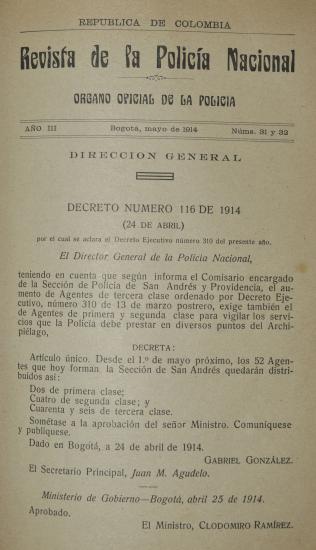 REPUBLICA DE COLOMBIA
Revista de la Policía Nacional
ORGANO OFICIAL DE LA POLICIA
AÑO III Bogotá, mayo de 1914 Núms. 31 y 32
DIRECCION GENERAL
DECRETO NUMERO 116 DE 1914
(24 DE ABRIL)
por el cual se aclara el Decreto Ejecutivo número 310 del presente año.
El Director General de la Policía Nacional,
teniendo en cuenta que según informa el Comisario encargado
de la Sección de Policía de San Andrés y Providencia, el au-
mento de Agentes de tercera clase ordenado por Decreto Eje-
cutivo, número 310 de 13 de marzo postrero, exige también el
de Agentes de primera y segunda clase para vigilar los servi-
cios que la Policía debe prestar en diversos puntos del Archi-
piélago,
DECRETA:
Artículo único. Desde el 1.º de mayo próximo, los 52 Agen-
tes que hoy forman la Sección de San Andrés quedarán distri-
buídos así:
Dos de primera clase;
Cuatro de segunda clase; y
Cuarenta y seis de tercera clase.
Sométase a la aprobación del señor Ministro. Comuníquese
y publíquese.
Dado en Bogotá, a 24 de abril de 1914.
GABRIEL GONZÁLEZ.
El Secretario Principal, Juan M. Agudelo.
Ministerio de Gobierno—Bogotá, abril 25 de 1914.
Aprobado.
El Ministro, CLODOMIRO RAMÍREZ.